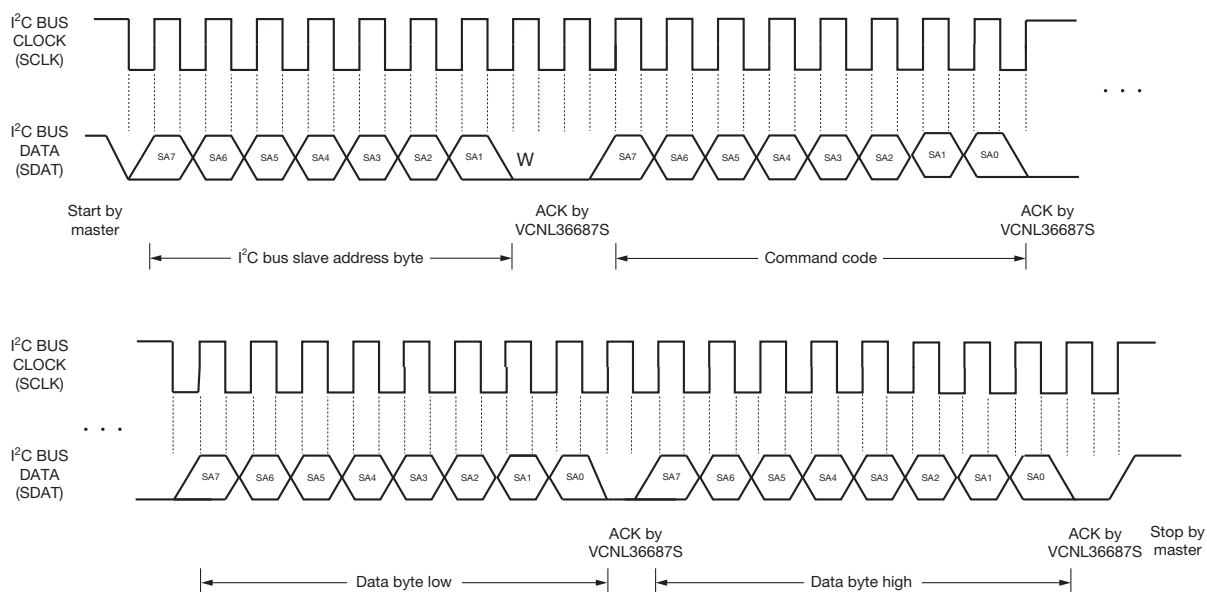 I²C BUS
CLOCK
(SCLK)
. . .
I²C BUS
DATA
(SDAT)
SA7 SA6 SA5 SA4 SA3 SA2 SA1 W SA7 SA6 SA5 SA4 SA3 SA2 SA1 SA0
Start by
master
ACK by
VCNL36687S
ACK by
VCNL36687S
I²C bus slave address byte
Command code
I²C BUS
CLOCK
(SCLK)
. . .
I²C BUS
DATA
(SDAT)
SA7 SA6 SA5 SA4 SA3 SA2 SA1 SA0 SA7 SA6 SA5 SA4 SA3 SA2 SA1 SA0
ACK by
VCNL36687S
ACK by
VCNL36687S
Stop by
master
Data byte low
Data byte high